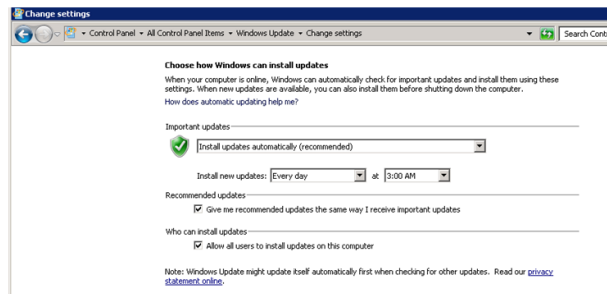 Change settings
Control Panel All Control Panel Items Windows Update Change settings
Search Cont
Choose how Windows can install updates
When your computer is online, Windows can automatically check for important updates and install them using these
settings. When new updates are available, you can also install them before shutting down the computer.
How does automatic updating help me?
Important updates
Install updates automatically (recommended)
Install new updates: Every day at 3:00 AM
Recommended updates
Give me recommended updates the same way I receive important updates
Who can install updates
Allow all users to install updates on this computer
Note: Windows Update might update itself automatically first when checking for other updates. Read our privacy
statement online.